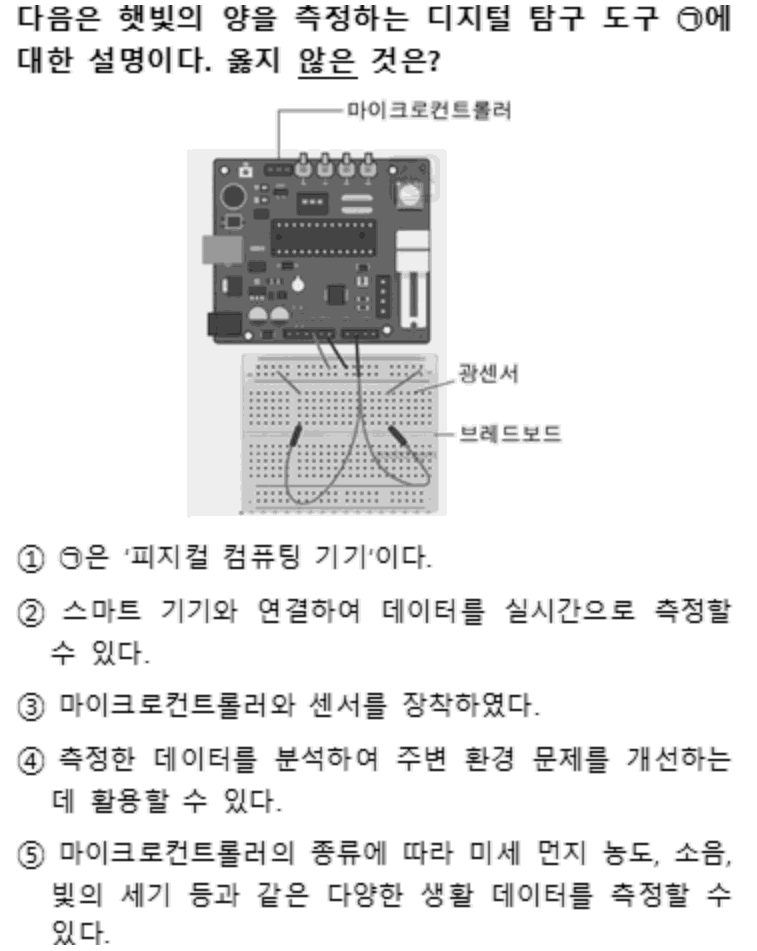 다음은 햇빛의 양을 측정하는 디지털 탐구 도구 ㉠에
대한 설명이다. 옳지 않은 것은?
마이크로컨트롤러
광센서
브레드보드
① ㉠은 '피지컬 컴퓨팅 기기'이다.
② 스마트 기기와 연결하여 데이터를 실시간으로 측정할
수 있다.
③ 마이크로컨트롤러와 센서를 장착하였다.
④ 측정한 데이터를 분석하여 주변 환경 문제를 개선하는
데 활용할 수 있다.
⑤ 마이크로컨트롤러의 종류에 따라 미세 먼지 농도, 소음,
빛의 세기 등과 같은 다양한 생활 데이터를 측정할 수
있다.